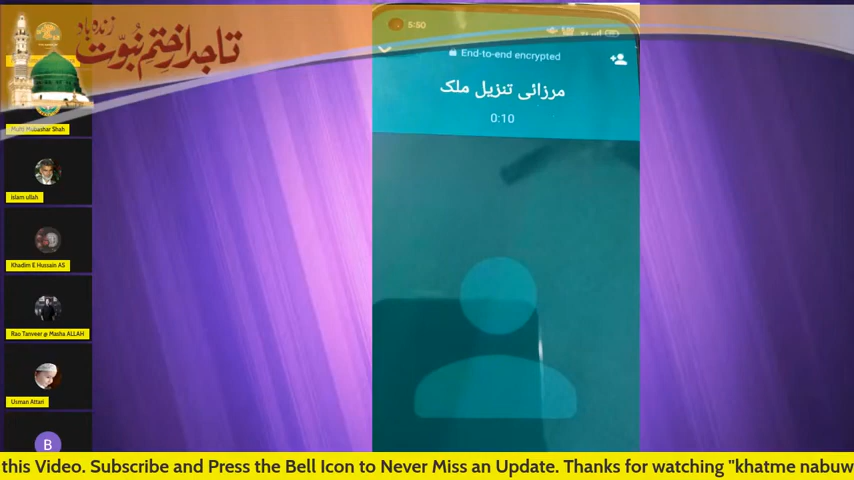 زندہ باد
تاجدار ختم نبوّت
5:50
End-to-end encrypted
مرزائی تنزیل ملک
0:10
Mufti Mubashar Shah
Islam ullah
Khadim E Hussain AS
Rao Tanveer @ Masha ALLAH
Usman Attari
B
this Video. Subscribe and Press the Bell Icon to Never Miss an Update. Thanks for watching "khatme nabuw